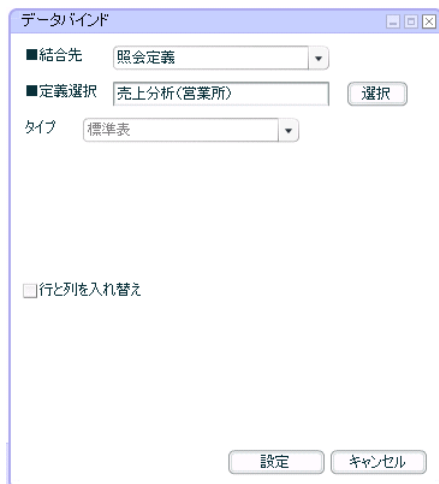 データバインド
■結合先 照会定義
■定義選択 売上分析(営業所) 選択
タイプ 標準表
行と列を入れ替え
設定 キャンセル